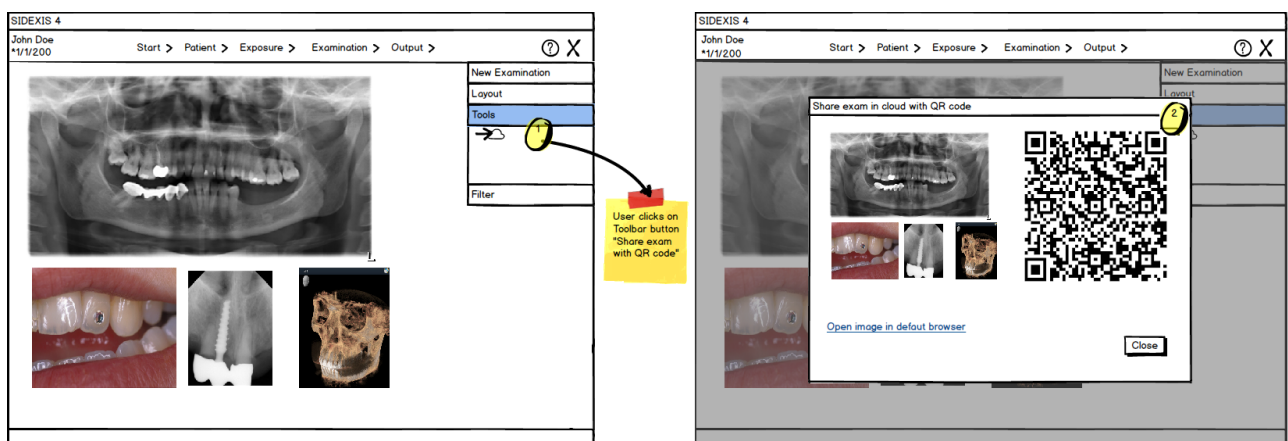 SIDEXIS 4
John Doe
*1/1/200
Start > Patient > Exposure > Examination > Output >
? X
New Examination
Layout
Tools
1
Filter
User clicks on
Toolbar button
"Share exam
with QR code"
SIDEXIS 4
John Doe
*1/1/200
Start > Patient > Exposure > Examination > Output >
? X
New Examination
Layout
Share exam in cloud with QR code
2
Open image in defaut browser
Close